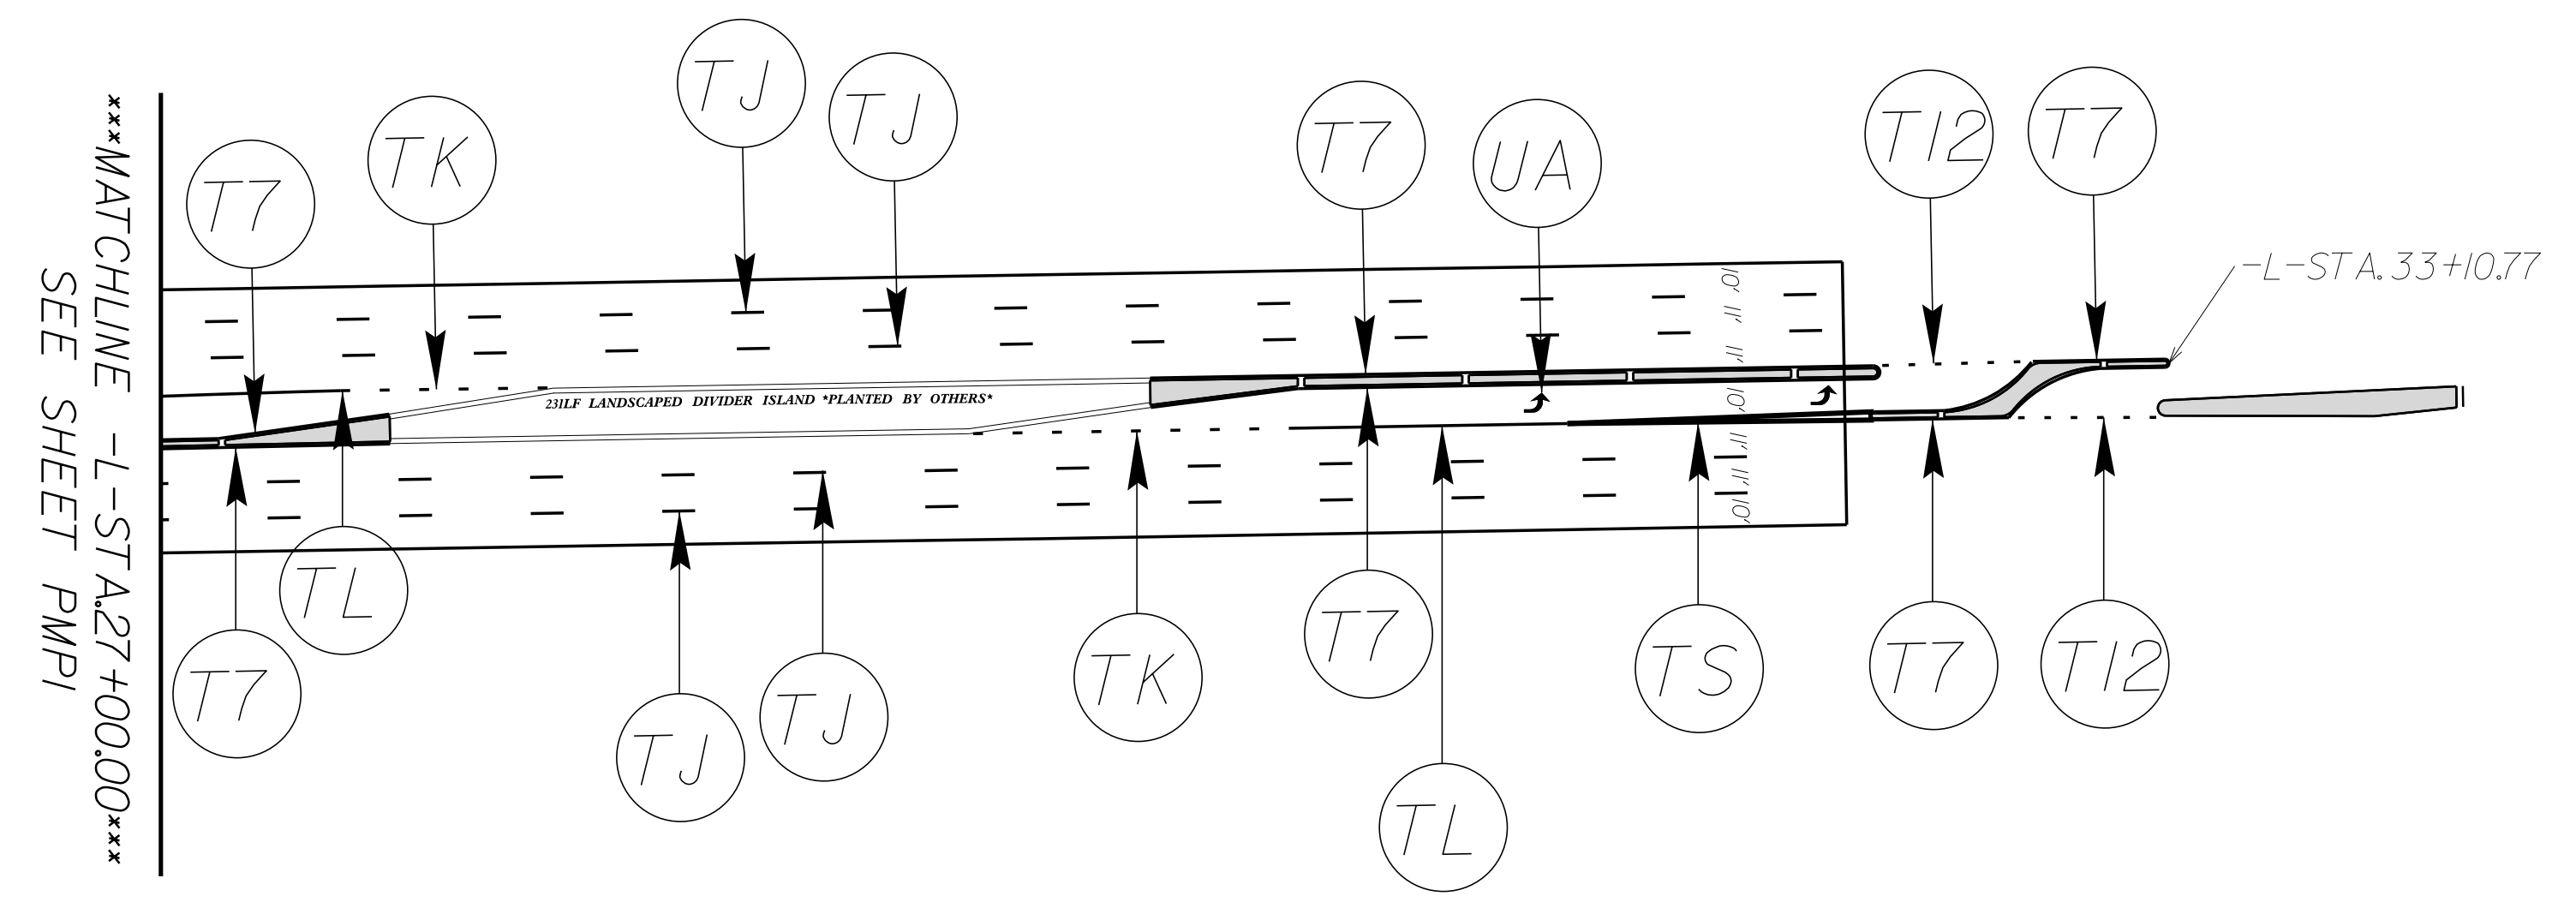 ***MATCHLINE -L-STA.27+00.00***
SEE SHEET PMP1
T7
TK
TJ
TJ
T7
UA
T12
T7
-L-STA.33+10.77
10' 11' 11' 10' 11' 11' 10'
231LF LANDSCAPED DIVIDER ISLAND *PLANTED BY OTHERS*
T7
TL
TJ
TJ
TK
T7
TL
TS
T7
T12